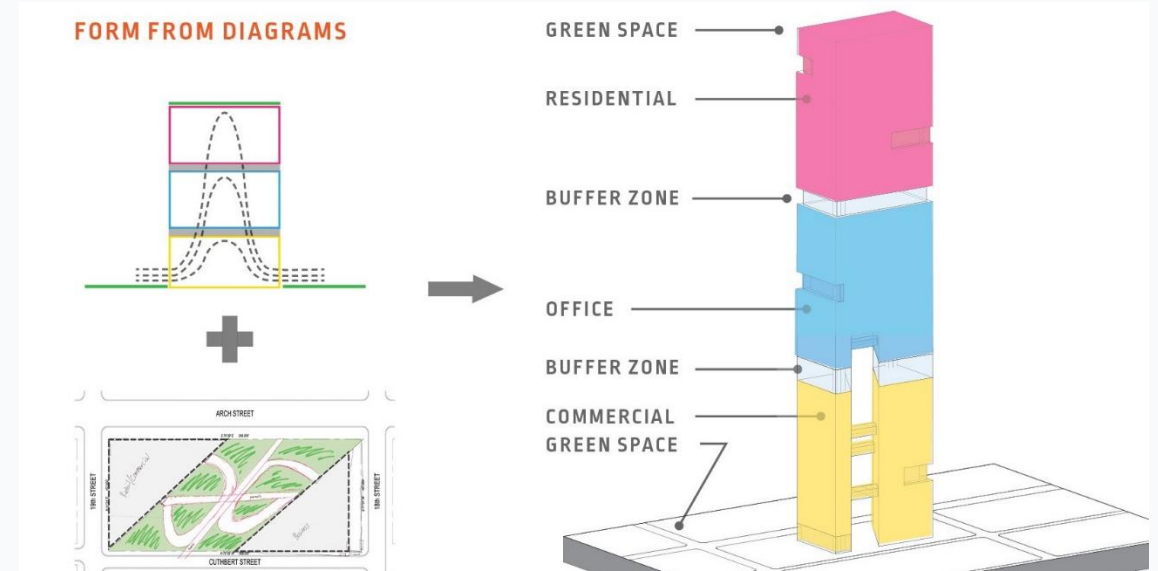 FORM FROM DIAGRAMS
GREEN SPACE
RESIDENTIAL
BUFFER ZONE
OFFICE
BUFFER ZONE
COMMERCIAL
GREEN SPACE
ARCH STREET
19th STREET
18th STREET
CUTHBERT STREET